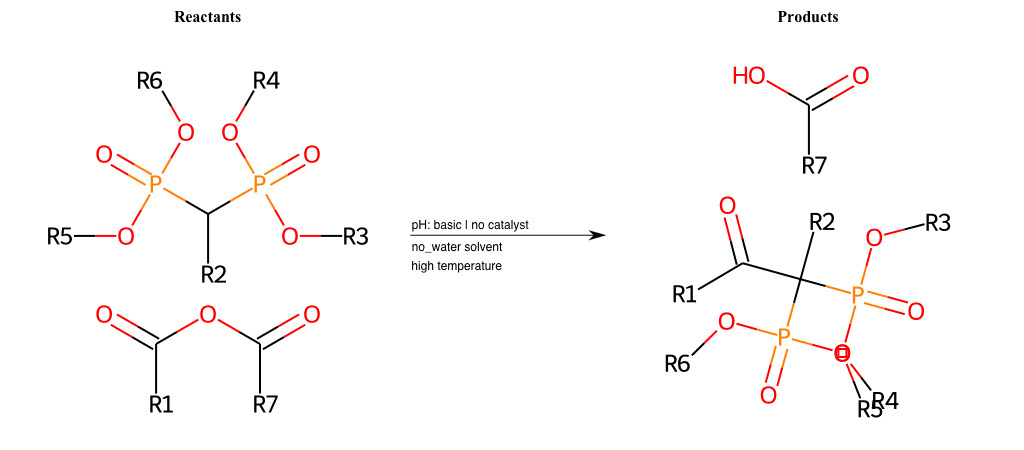 Reactants
Products
R6
R4
O
O
O
O
P
P
R5
O
O
R3
R2
O
O
O
R1
R7
pH: basic | no catalyst
no_water solvent
high temperature
HO
O
R7
O
R2
O
R3
R1
P
O
O
P
O
R6
O
R4
R5